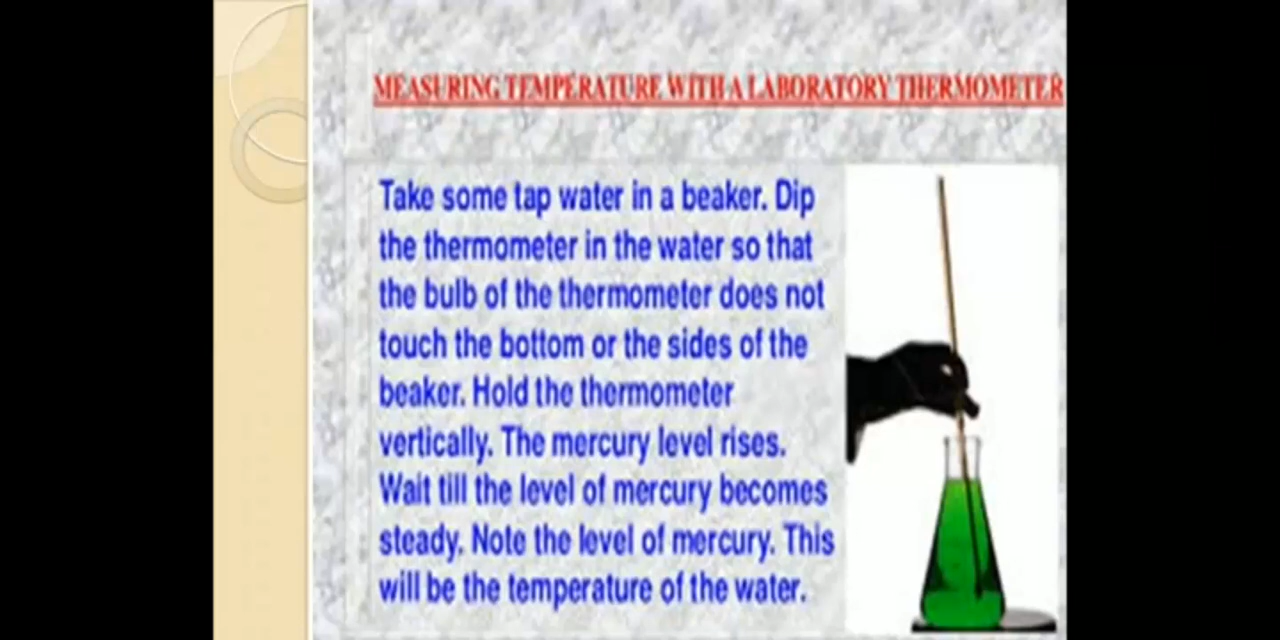 MEASURING TEMPERATURE WITH A LABORATORY THERMOMETER
Take some tap water in a beaker. Dip
the thermometer in the water so that
the bulb of the thermometer does not
touch the bottom or the sides of the
beaker. Hold the thermometer
vertically. The mercury level rises.
Wait till the level of mercury becomes
steady. Note the level of mercury. This
will be the temperature of the water.